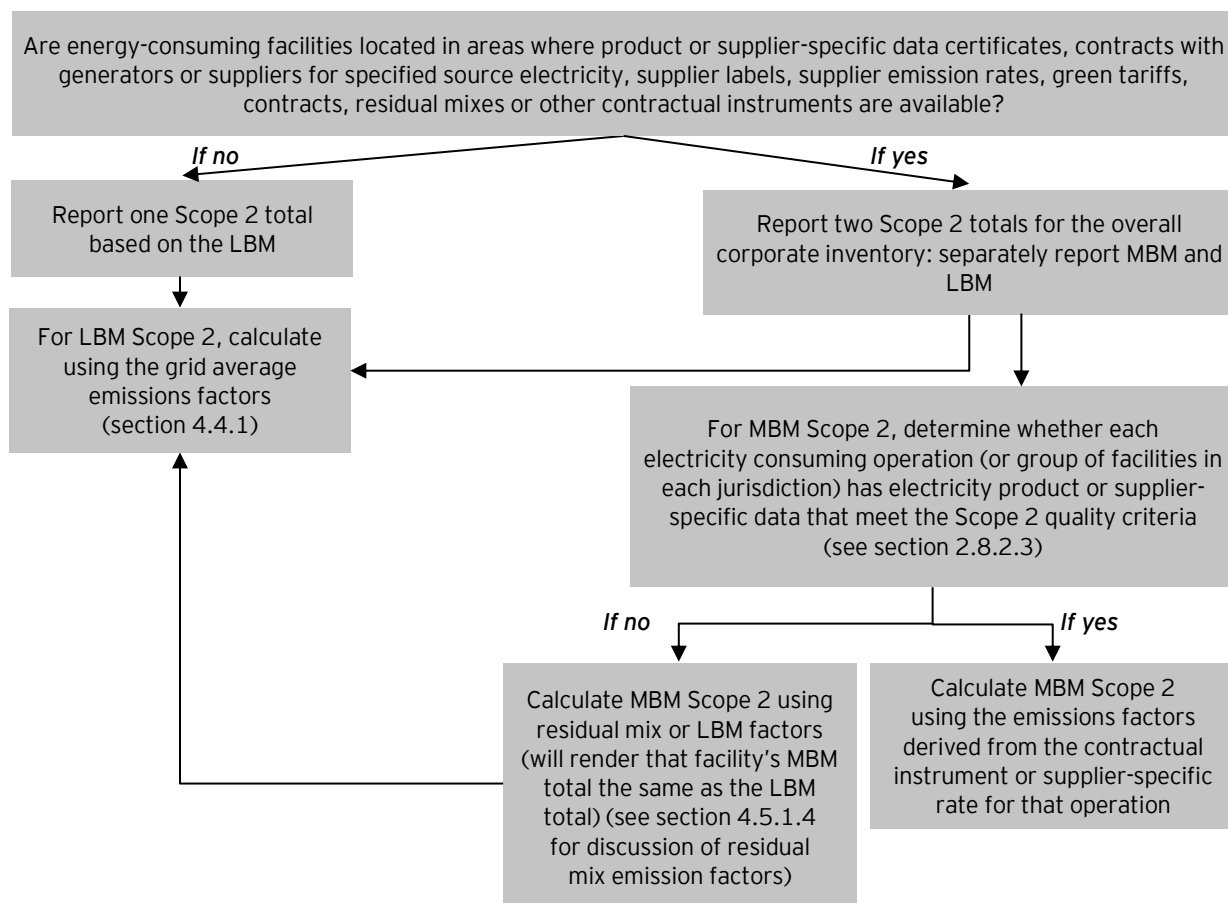 Are energy-consuming facilities located in areas where product or supplier-specific data certificates, contracts with
generators or suppliers for specified source electricity, supplier labels, supplier emission rates, green tariffs,
contracts, residual mixes or other contractual instruments are available?
If no
If yes
Report one Scope 2 total
based on the LBM
Report two Scope 2 totals for the overall
corporate inventory: separately report MBM and
LBM
For LBM Scope 2, calculate
using the grid average
emissions factors
(section 4.4.1)
For MBM Scope 2, determine whether each
electricity consuming operation (or group of facilities in
each jurisdiction) has electricity product or supplier-
specific data that meet the Scope 2 quality criteria
(see section 2.8.2.3)
If no
If yes
Calculate MBM Scope 2 using
residual mix or LBM factors
(will render that facility’s MBM
total the same as the LBM
total) (see section 4.5.1.4
for discussion of residual
mix emission factors)
Calculate MBM Scope 2
using the emissions factors
derived from the contractual
instrument or supplier-specific
rate for that operation